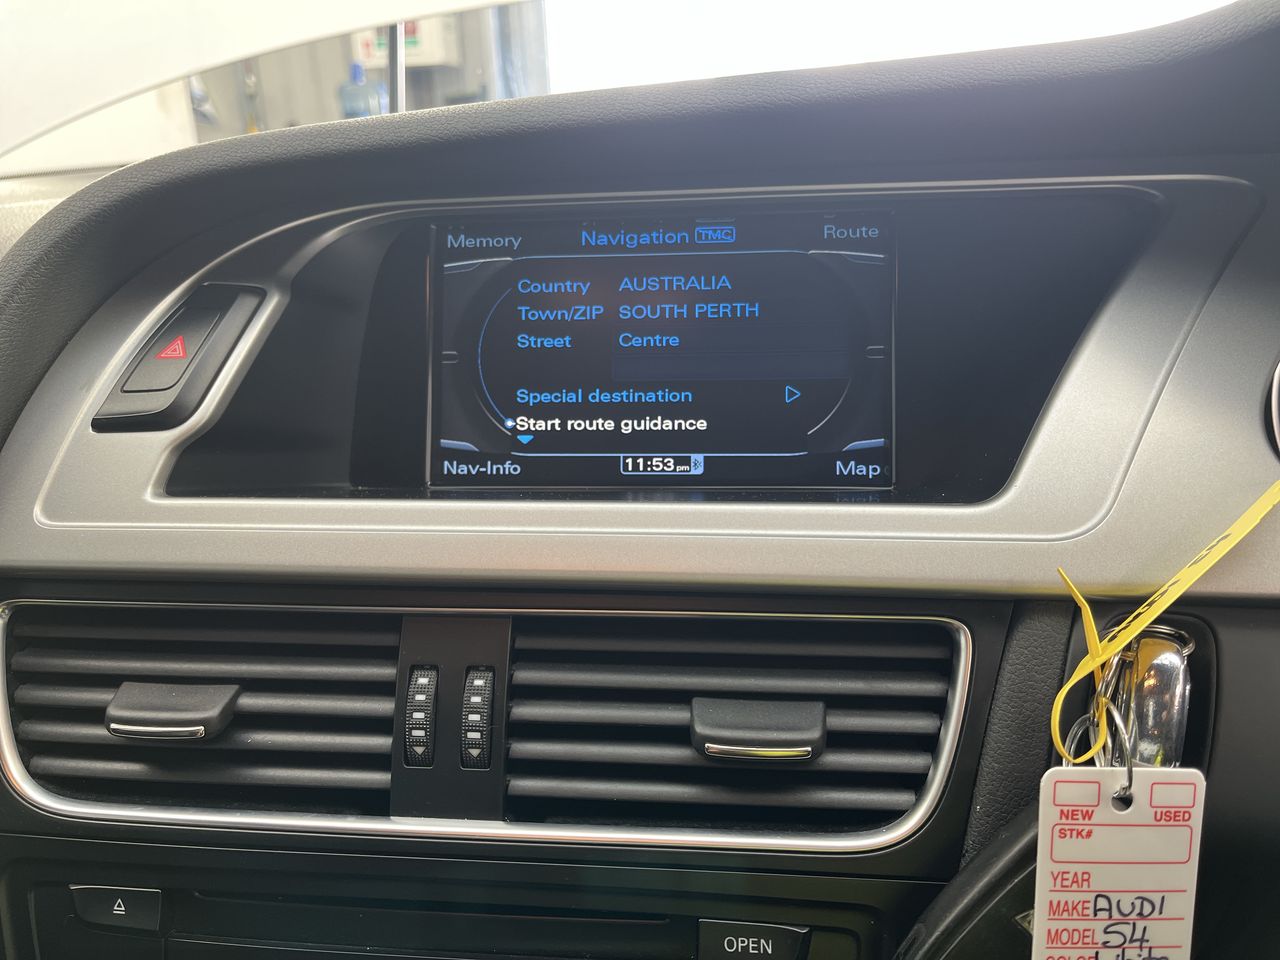 Memory Navigation TMC Route
Country AUSTRALIA
Town/ZIP SOUTH PERTH
Street Centre
Special destination
Start route guidance
Nav-Info 11:53 pm Map
NEW USED
STK#
YEAR
MAKE AUDI
MODEL S4
OPEN